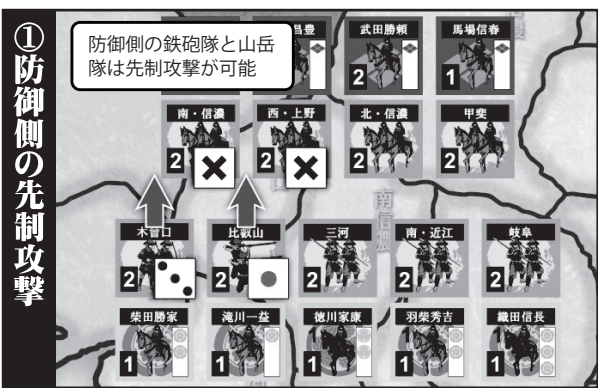 ①防御側の先制攻撃
防御側の鉄砲隊と山岳
隊は先制攻撃が可能
昌豊
武田勝頼
馬場信春
2
1
南・信濃
西・上野
北・信濃
甲斐
2
2
2
2
南信濃
木曽口
比叡山
三河
南・近江
岐阜
2
2
2
2
2
柴田勝家
滝川一益
徳川家康
羽柴秀吉
織田信長
1
1
1
1
1